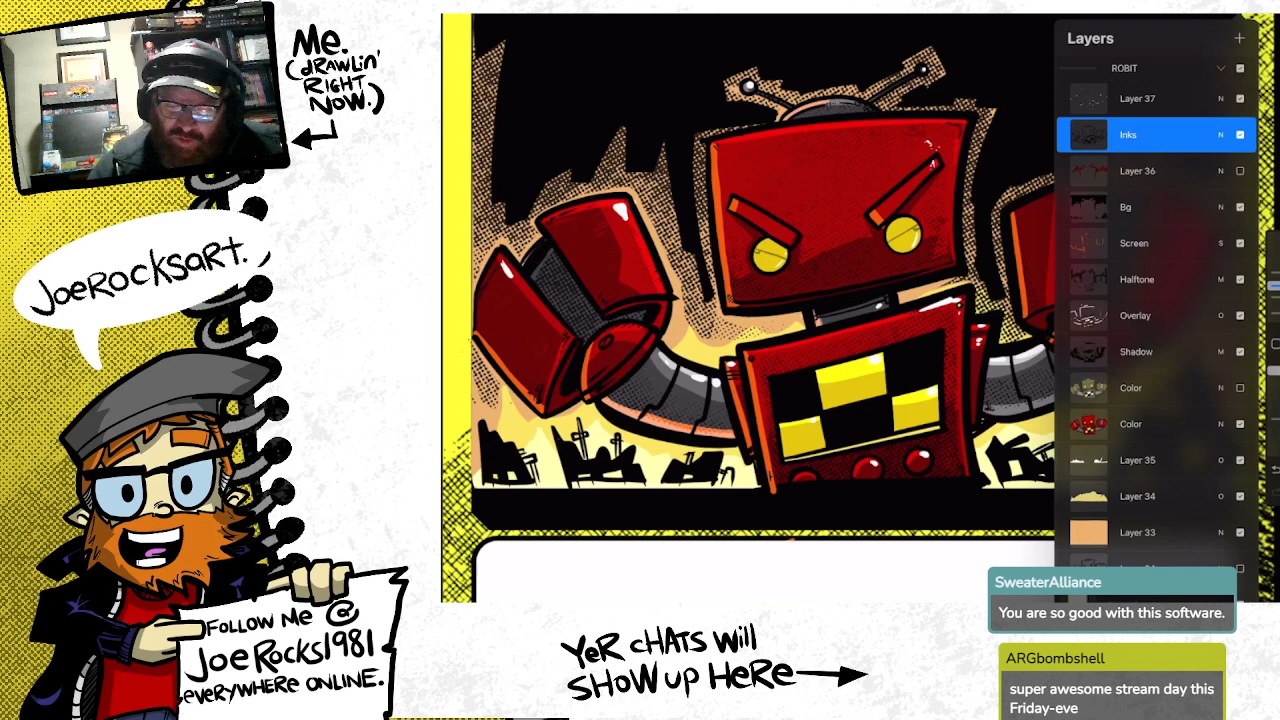 Me.
(dRAWLin'
RIGHT
NOW.)
JoeRocksart.
Follow Me @
JoeRocks1981
everywhere online.
Layers
ROBIT
Layer 37 N
Inks N
Layer 36 N
Bg N
Screen S
Halftone M
Overlay O
Shadow M
Color N
Color N
Layer 35 O
Layer 34 O
Layer 33 N
YeR cHATs Will
SHOW up HeRe
SweaterAlliance
You are so good with this software.
ARGbombshell
super awesome stream day this
Friday-eve